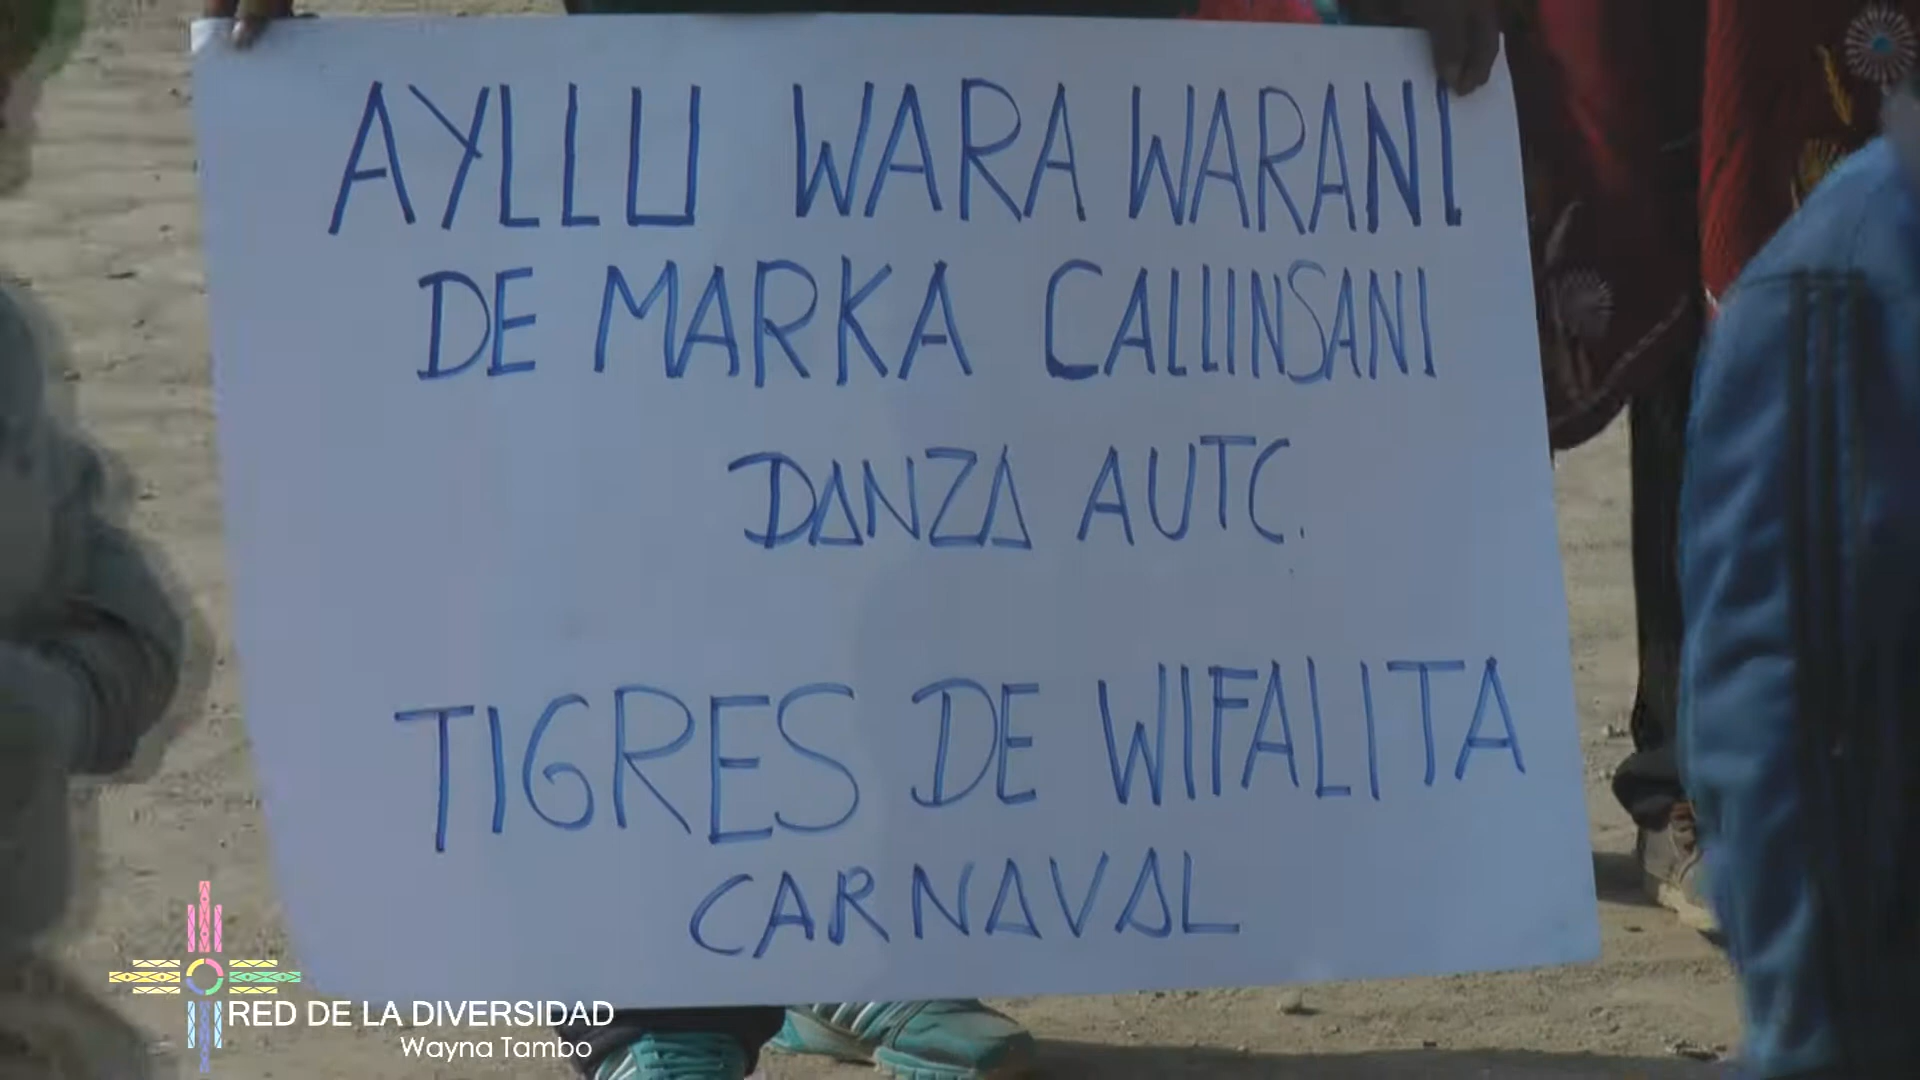 AYLLU WARA WARANI
DE MARKA CALLINSANI
DANZA AUTC.
TIGRES DE WIFALITA
CARNAVAL
RED DE LA DIVERSIDAD
Wayna Tambo